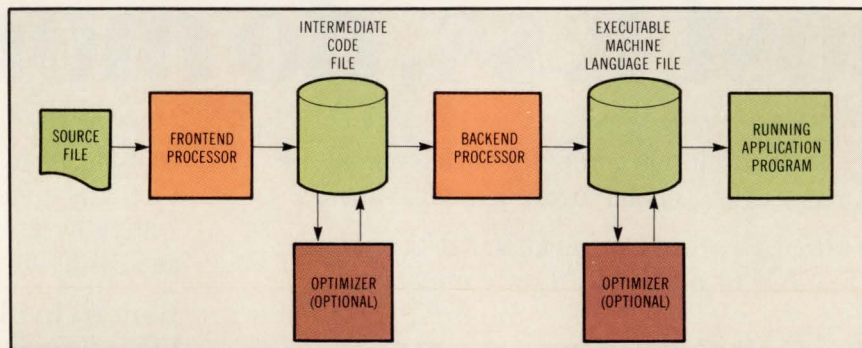 INTERMEDIATE
CODE
FILE
EXECUTABLE
MACHINE
LANGUAGE FILE
SOURCE
FILE
FRONTEND
PROCESSOR
BACKEND
PROCESSOR
RUNNING
APPLICATION
PROGRAM
OPTIMIZER
(OPTIONAL)
OPTIMIZER
(OPTIONAL)